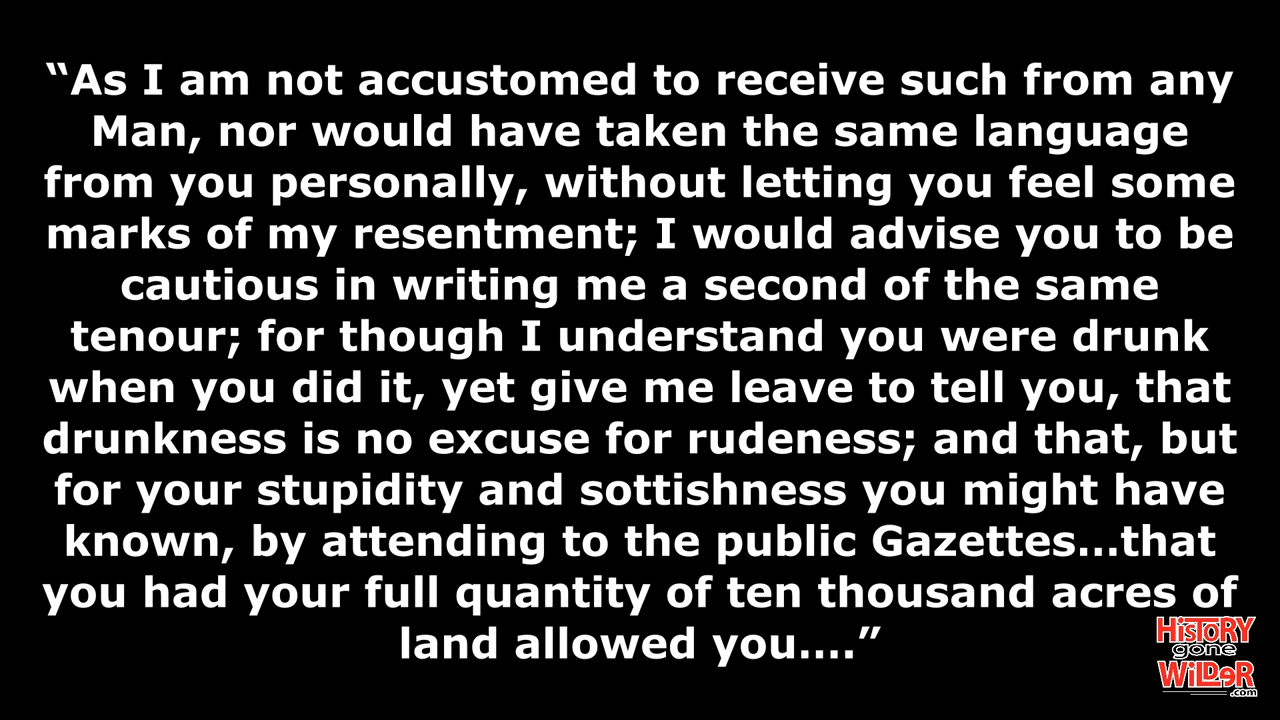 “As I am not accustomed to receive such from any
Man, nor would have taken the same language
from you personally, without letting you feel some
marks of my resentment; I would advise you to be
cautious in writing me a second of the same
tenour; for though I understand you were drunk
when you did it, yet give me leave to tell you, that
drunkness is no excuse for rudeness; and that, but
for your stupidity and sottishness you might have
known, by attending to the public Gazettes...that
you had your full quantity of ten thousand acres of
land allowed you....”
HiSTORY
gone
WiLDeR
.com